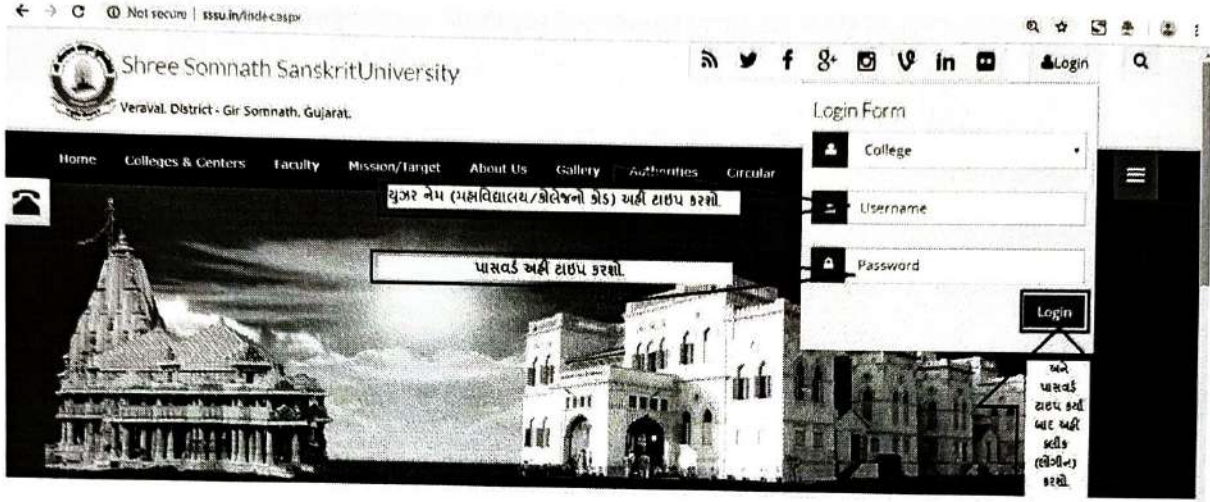 Not secure | sssu.in/index.aspx
Shree Somnath SanskritUniversity
Veraval. District - Gir Somnath. Gujarat.
Login
Login Form
College
Username
Password
Login
Home Colleges & Centers Faculty Mission/Target About Us Gallery Authorities Circular
યુઝર નેમ (મહાવિદ્યાલય/કોલેજનો કોડ) અહીં ટાઇપ કરશો.
પાસવર્ડ અહીં ટાઇપ કરશો.
અને
પાસવર્ડ
ટાઇપ કર્યા
બાદ અહીં
ક્લીક
(લોગીન)
કરશો.